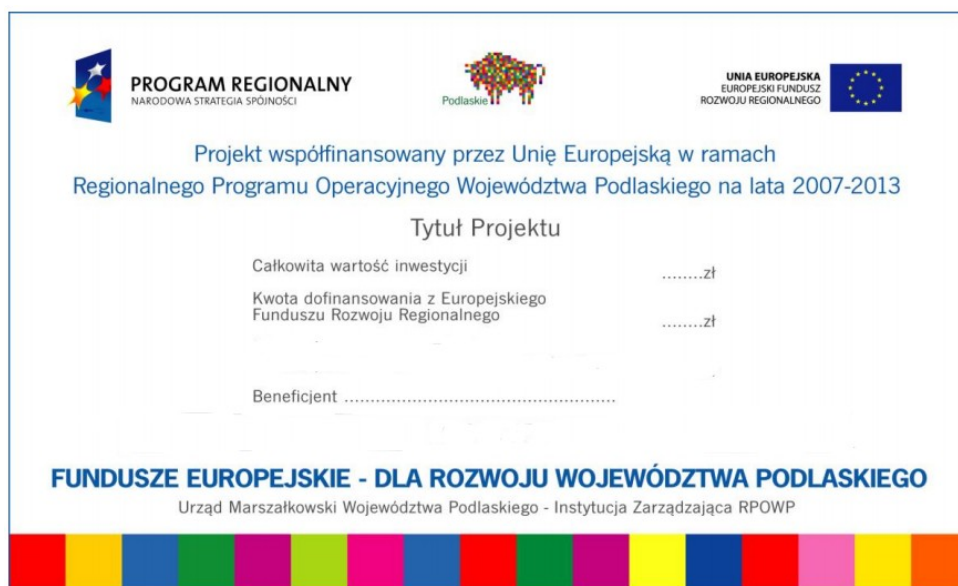 PROGRAM REGIONALNY
NARODOWA STRATEGIA SPÓJNOŚCI
Podlaskie
UNIA EUROPEJSKA
EUROPEJSKI FUNDUSZ
ROZWOJU REGIONALNEGO
Projekt współfinansowany przez Unię Europejską w ramach
Regionalnego Programu Operacyjnego Województwa Podlaskiego na lata 2007-2013
Tytuł Projektu
Całkowita wartość inwestycji ........zł
Kwota dofinansowania z Europejskiego
Funduszu Rozwoju Regionalnego ........zł
Beneficjent ....................................................
FUNDUSZE EUROPEJSKIE - DLA ROZWOJU WOJEWÓDZTWA PODLASKIEGO
Urząd Marszałkowski Województwa Podlaskiego - Instytucja Zarządzająca RPOWP